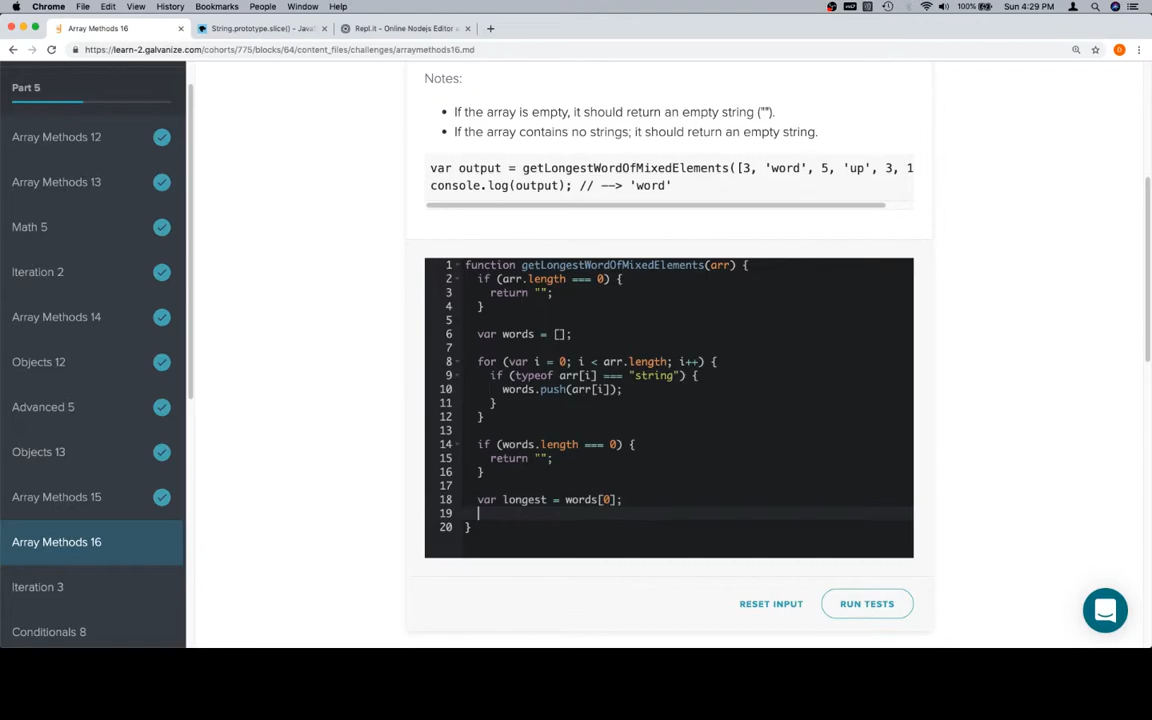 Chrome File Edit View History Bookmarks People Window Help 100% Sun 4:29 PM
Array Methods 16 × String.prototype.slice() - JavaS × Repl.it - Online Nodejs Editor a × +
https://learn-2.galvanize.com/cohorts/775/blocks/64/content_files/challenges/arraymethods16.md
Part 5
Array Methods 12
Array Methods 13
Math 5
Iteration 2
Array Methods 14
Objects 12
Advanced 5
Objects 13
Array Methods 15
Array Methods 16
Iteration 3
Conditionals 8
Notes:
• If the array is empty, it should return an empty string ("").
• If the array contains no strings; it should return an empty string.
var output = getLongestWordOfMixedElements([3, 'word', 5, 'up', 3, 1
console.log(output); // --> 'word'
1 function getLongestWordOfMixedElements(arr) {
2 if (arr.length === 0) {
3 return "";
4 }
5
6 var words = [];
7
8 for (var i = 0; i < arr.length; i++) {
9 if (typeof arr[i] === "string") {
10 words.push(arr[i]);
11 }
12 }
13
14 if (words.length === 0) {
15 return "";
16 }
17
18 var longest = words[0];
19
20 }
RESET INPUT RUN TESTS